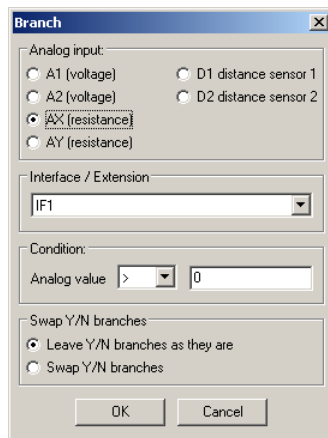 Branch
Analog input:
A1 (voltage)
D1 distance sensor 1
A2 (voltage)
D2 distance sensor 2
AX (resistance)
AY (resistance)
Interface / Extension
IF1
Condition:
Analog value > 0
Swap Y/N branches
Leave Y/N branches as they are
Swap Y/N branches
OK Cancel